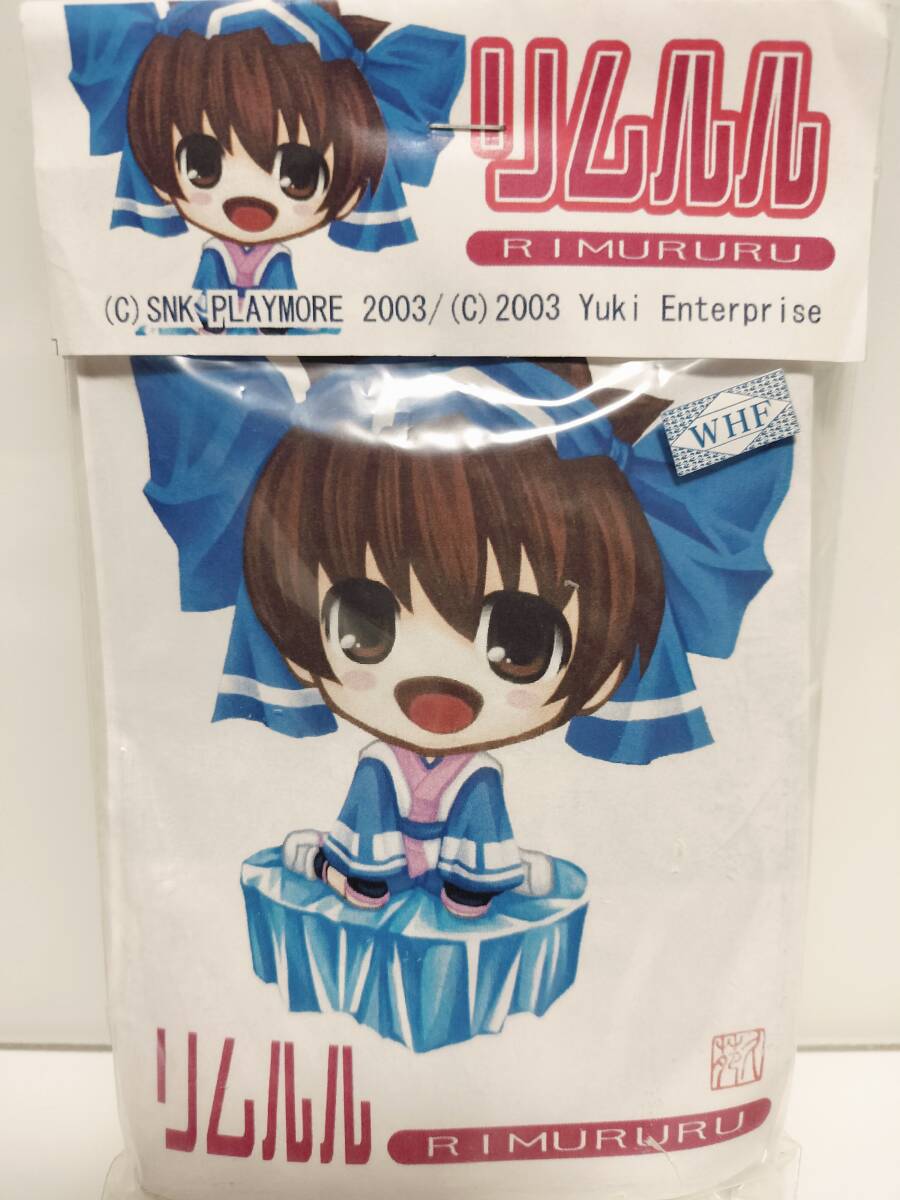 リムルル
RIMURURU
(C)SNK PLAYMORE 2003/(C)2003 Yuki Enterprise
WHF
リムルル
RIMURURU